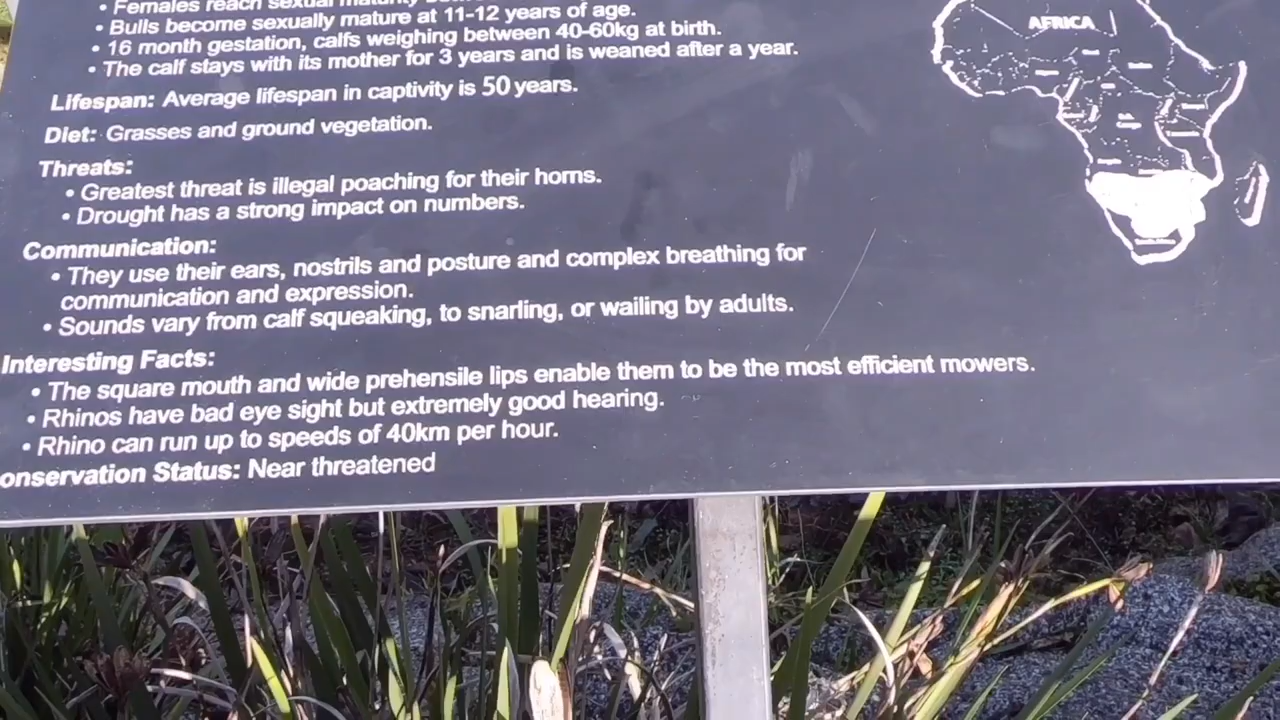 • Females reach sexual maturity
• Bulls become sexually mature at 11-12 years of age.
• 16 month gestation, calfs weighing between 40-60kg at birth.
• The calf stays with its mother for 3 years and is weaned after a year.
Lifespan: Average lifespan in captivity is 50 years.
Diet: Grasses and ground vegetation.
Threats:
• Greatest threat is illegal poaching for their horns.
• Drought has a strong impact on numbers.
Communication:
• They use their ears, nostrils and posture and complex breathing for
communication and expression.
• Sounds vary from calf squeaking, to snarling, or wailing by adults.
Interesting Facts:
• The square mouth and wide prehensile lips enable them to be the most efficient mowers.
• Rhinos have bad eye sight but extremely good hearing.
• Rhino can run up to speeds of 40km per hour.
onservation Status: Near threatened
AFRICA